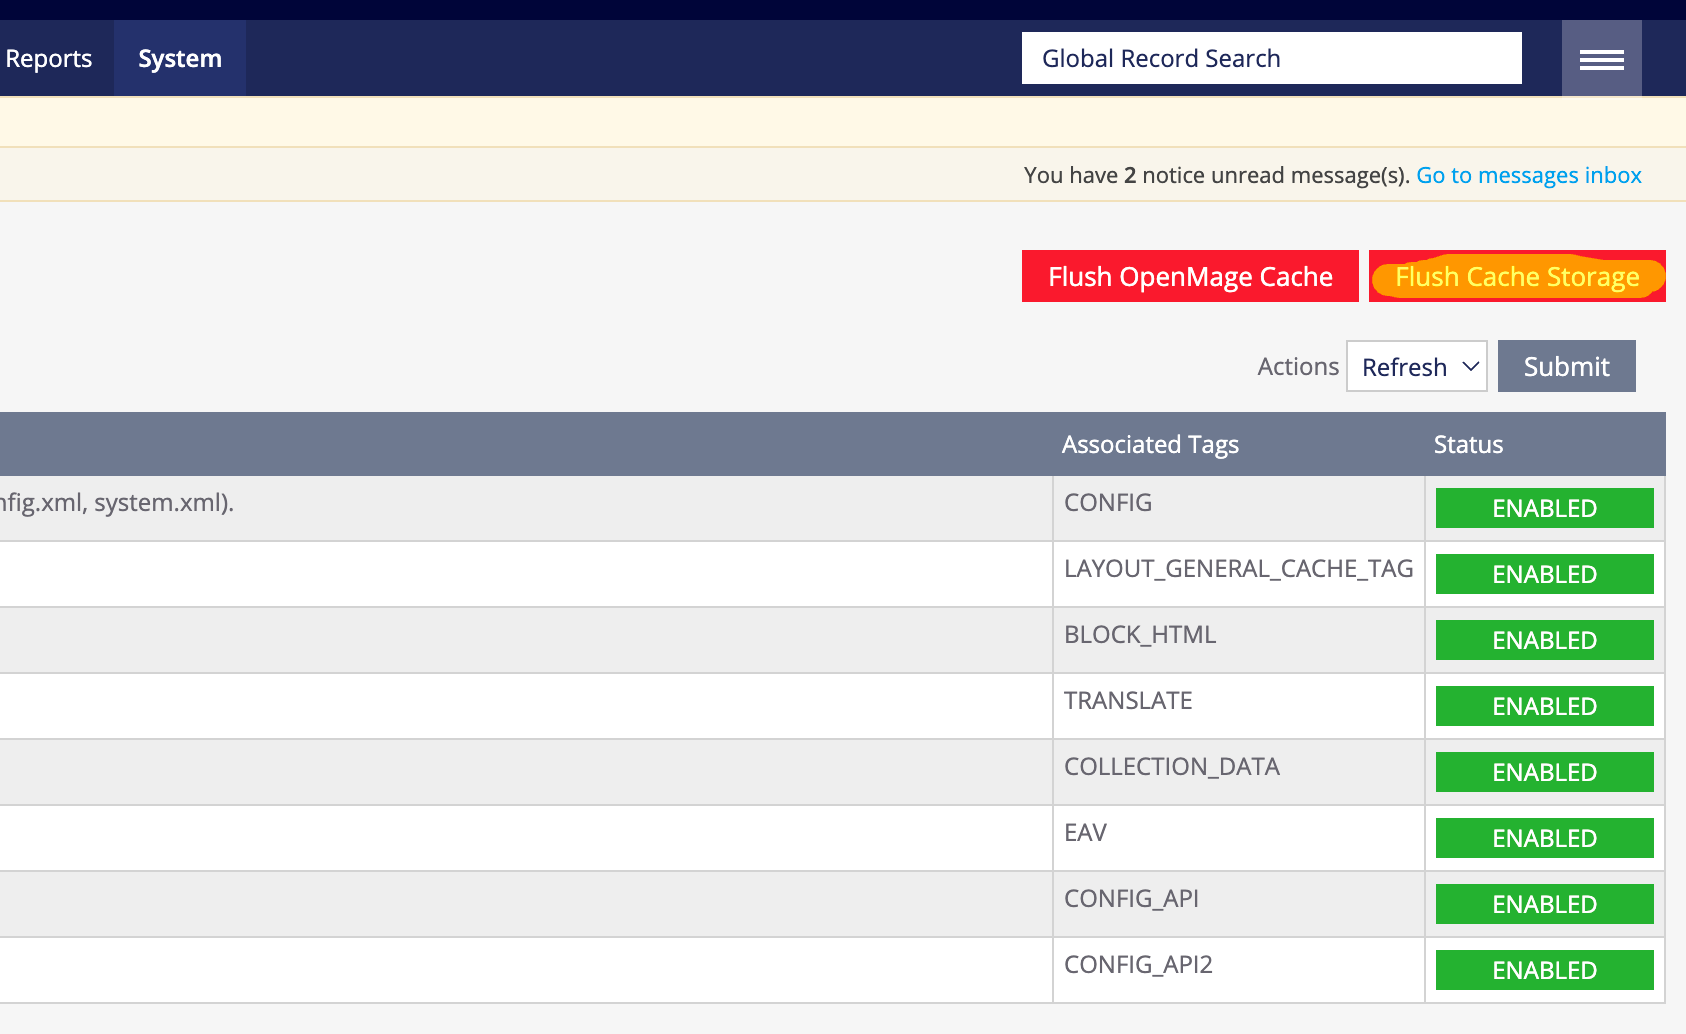 Reports System Global Record Search
You have 2 notice unread message(s). Go to messages inbox
Flush OpenMage Cache Flush Cache Storage
Actions Refresh Submit
Associated Tags Status
nfig.xml, system.xml). CONFIG ENABLED
LAYOUT_GENERAL_CACHE_TAG ENABLED
BLOCK_HTML ENABLED
TRANSLATE ENABLED
COLLECTION_DATA ENABLED
EAV ENABLED
CONFIG_API ENABLED
CONFIG_API2 ENABLED